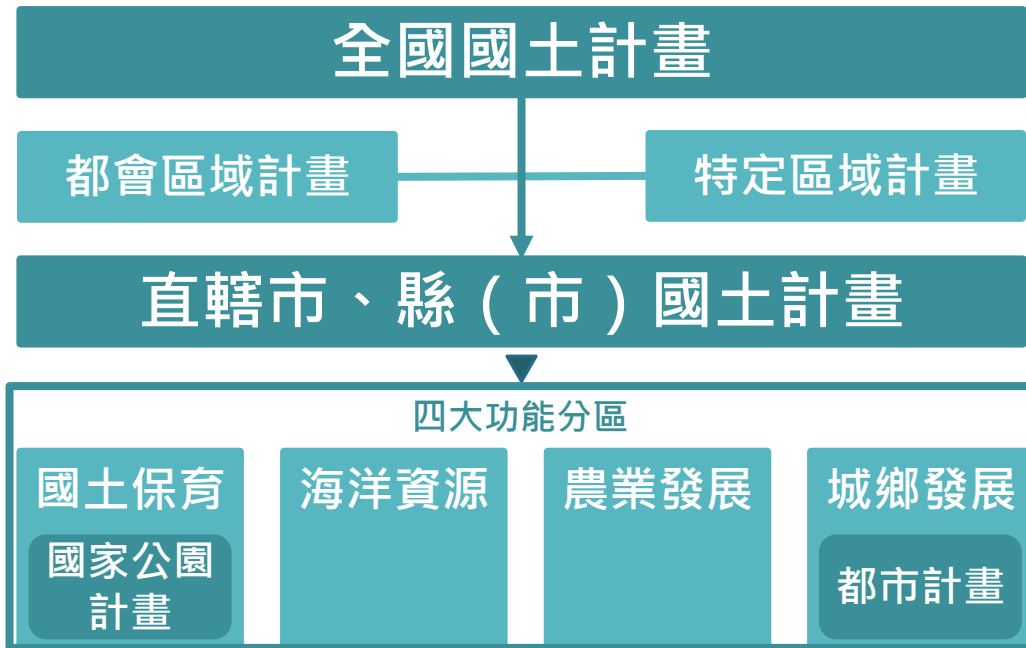 全國國土計畫
都會區域計畫
特定區域計畫
直轄市、縣(市)國土計畫
四大功能分區
國土保育
海洋資源
農業發展
城鄉發展
國家公園
計畫
都市計畫